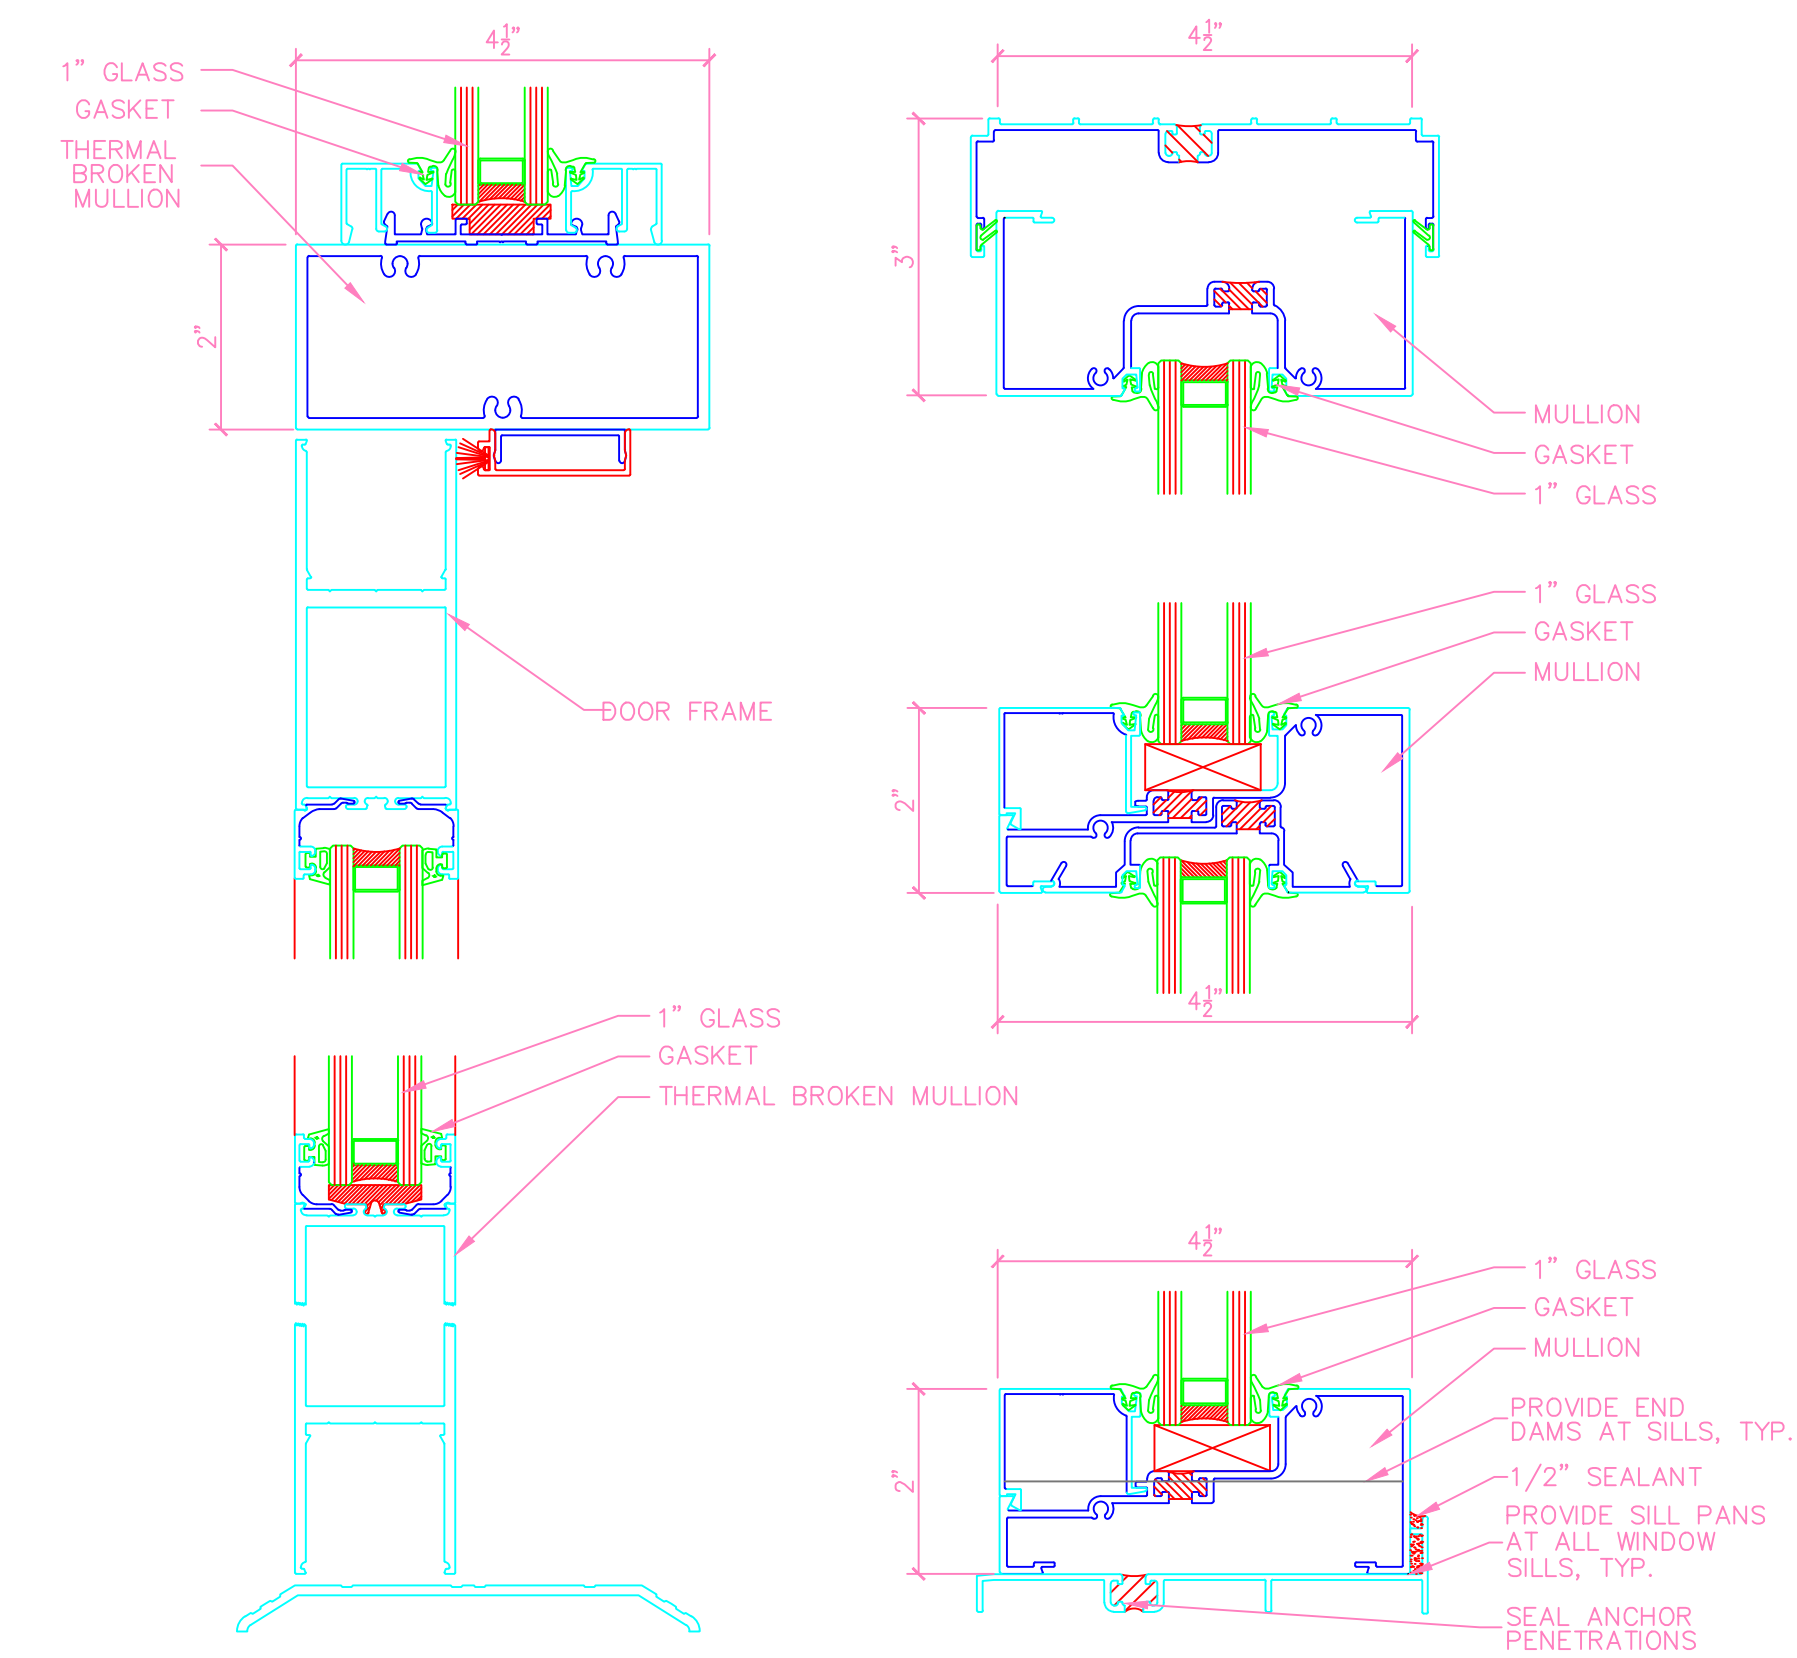 4½”
1” GLASS
GASKET
THERMAL
BROKEN
MULLION
2”
DOOR FRAME
1” GLASS
GASKET
THERMAL BROKEN MULLION
4½”
3”
MULLION
GASKET
1” GLASS
1” GLASS
GASKET
MULLION
2”
4½”
4½”
1” GLASS
GASKET
MULLION
2”
PROVIDE END
DAMS AT SILLS, TYP.
1/2” SEALANT
PROVIDE SILL PANS
AT ALL WINDOW
SILLS, TYP.
SEAL ANCHOR
PENETRATIONS